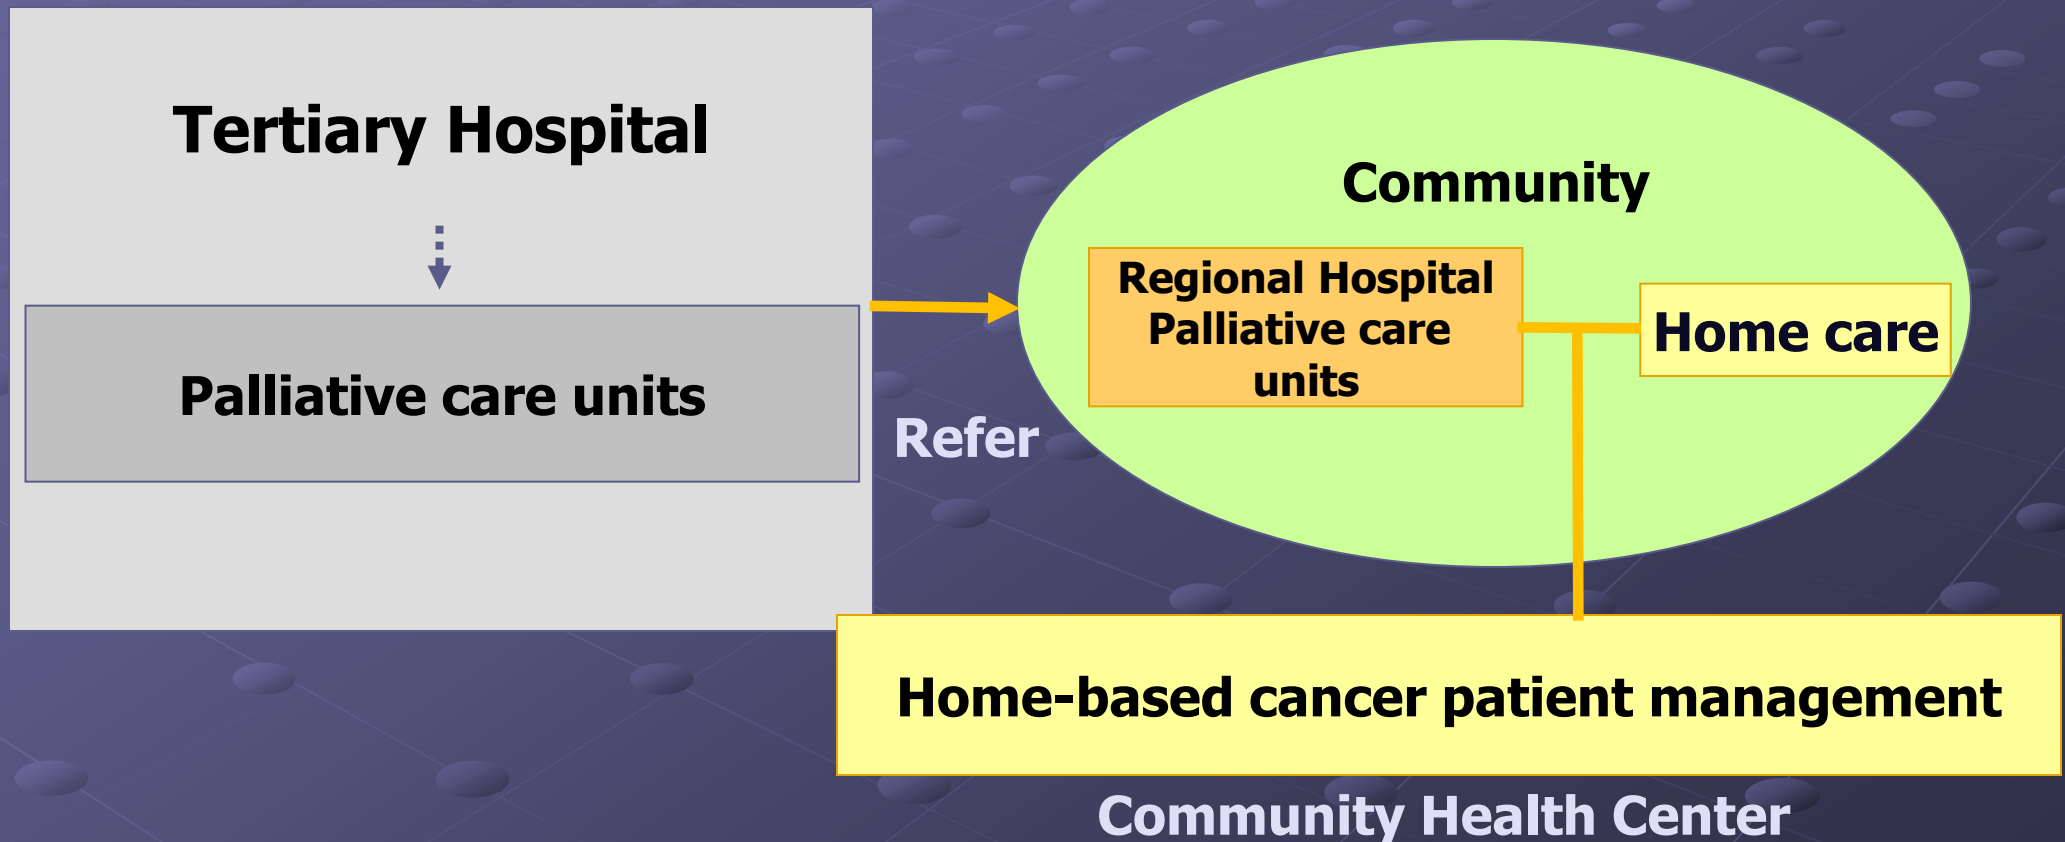 Tertiary Hospital
Palliative care units
Refer
Community
Regional Hospital
Palliative care
units
Home care
Home-based cancer patient management
Community Health Center